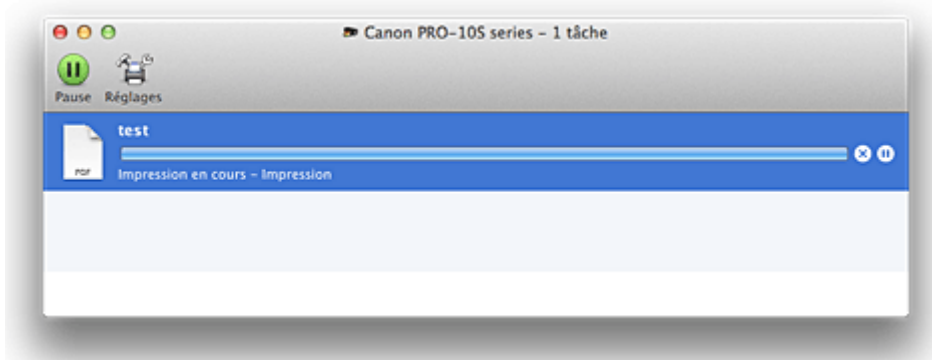 Canon PRO-10S series – 1 tâche
Pause Réglages
test
PDF
Impression en cours – Impression